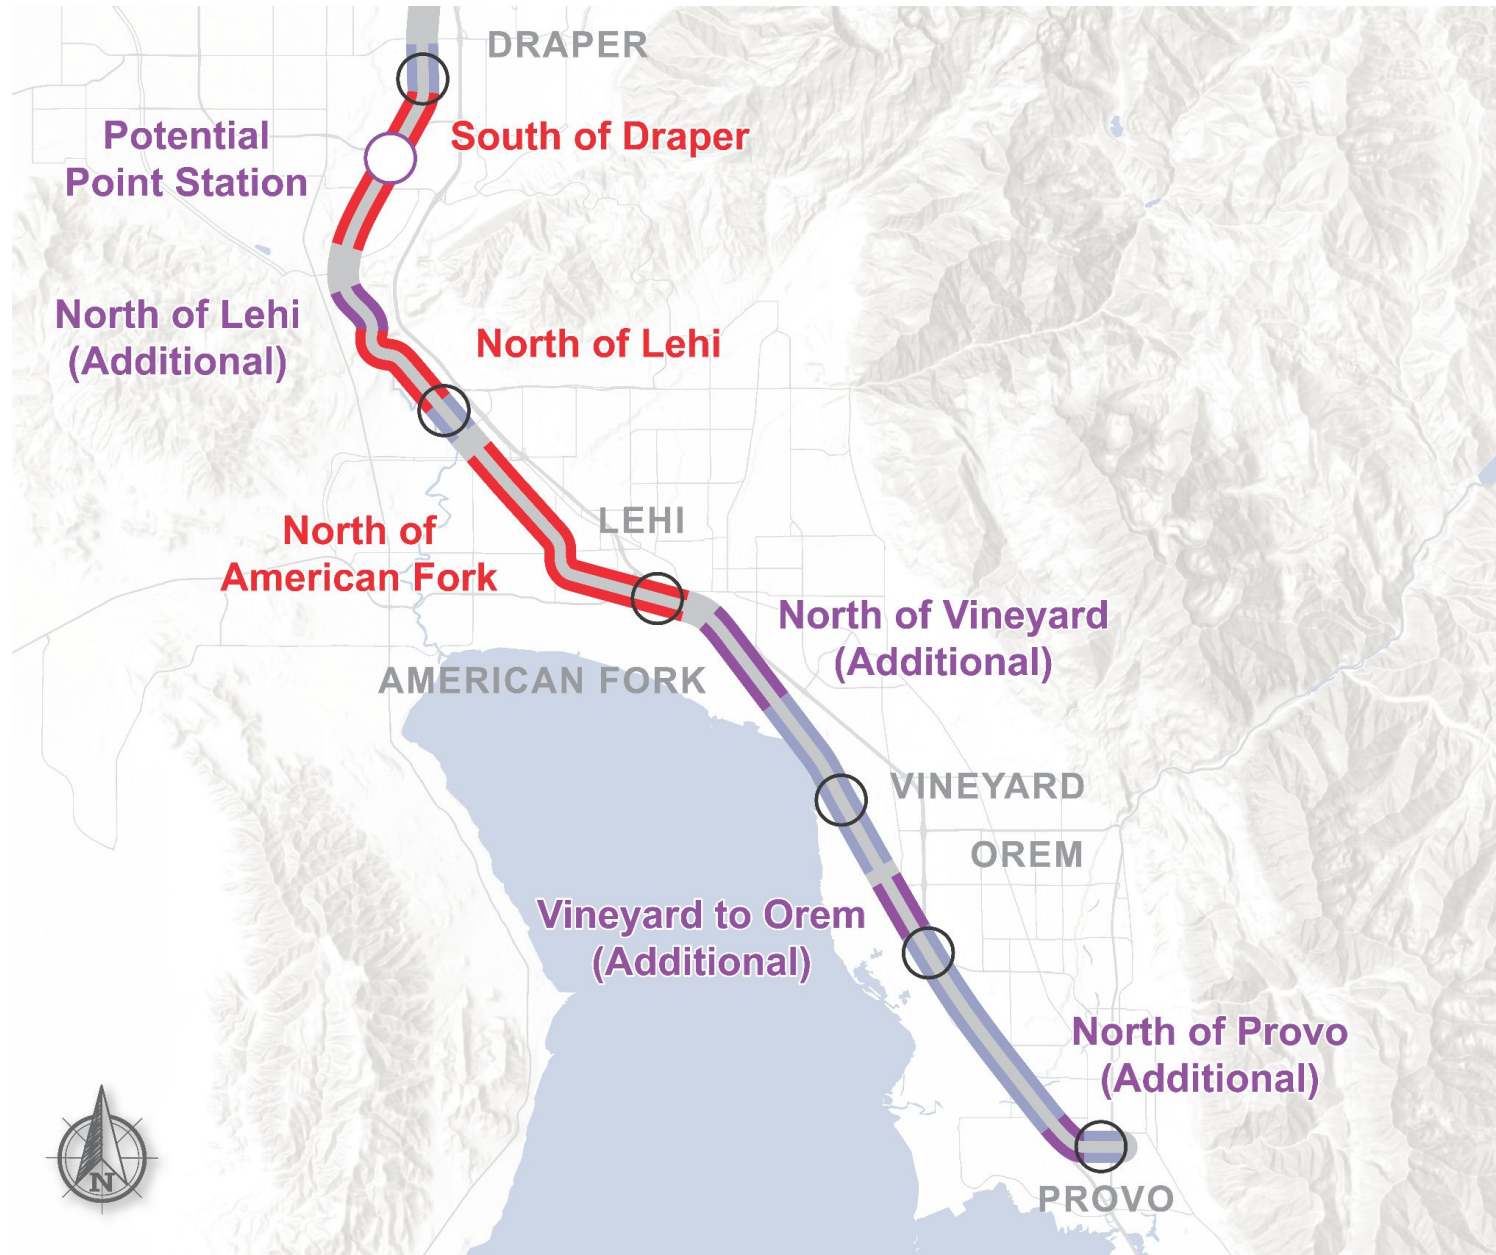 DRAPER
Potential
Point Station
South of Draper
North of Lehi
(Additional)
North of Lehi
LEHI
North of
American Fork
North of Vineyard
(Additional)
AMERICAN FORK
VINEYARD
OREM
Vineyard to Orem
(Additional)
North of Provo
(Additional)
N
PROVO